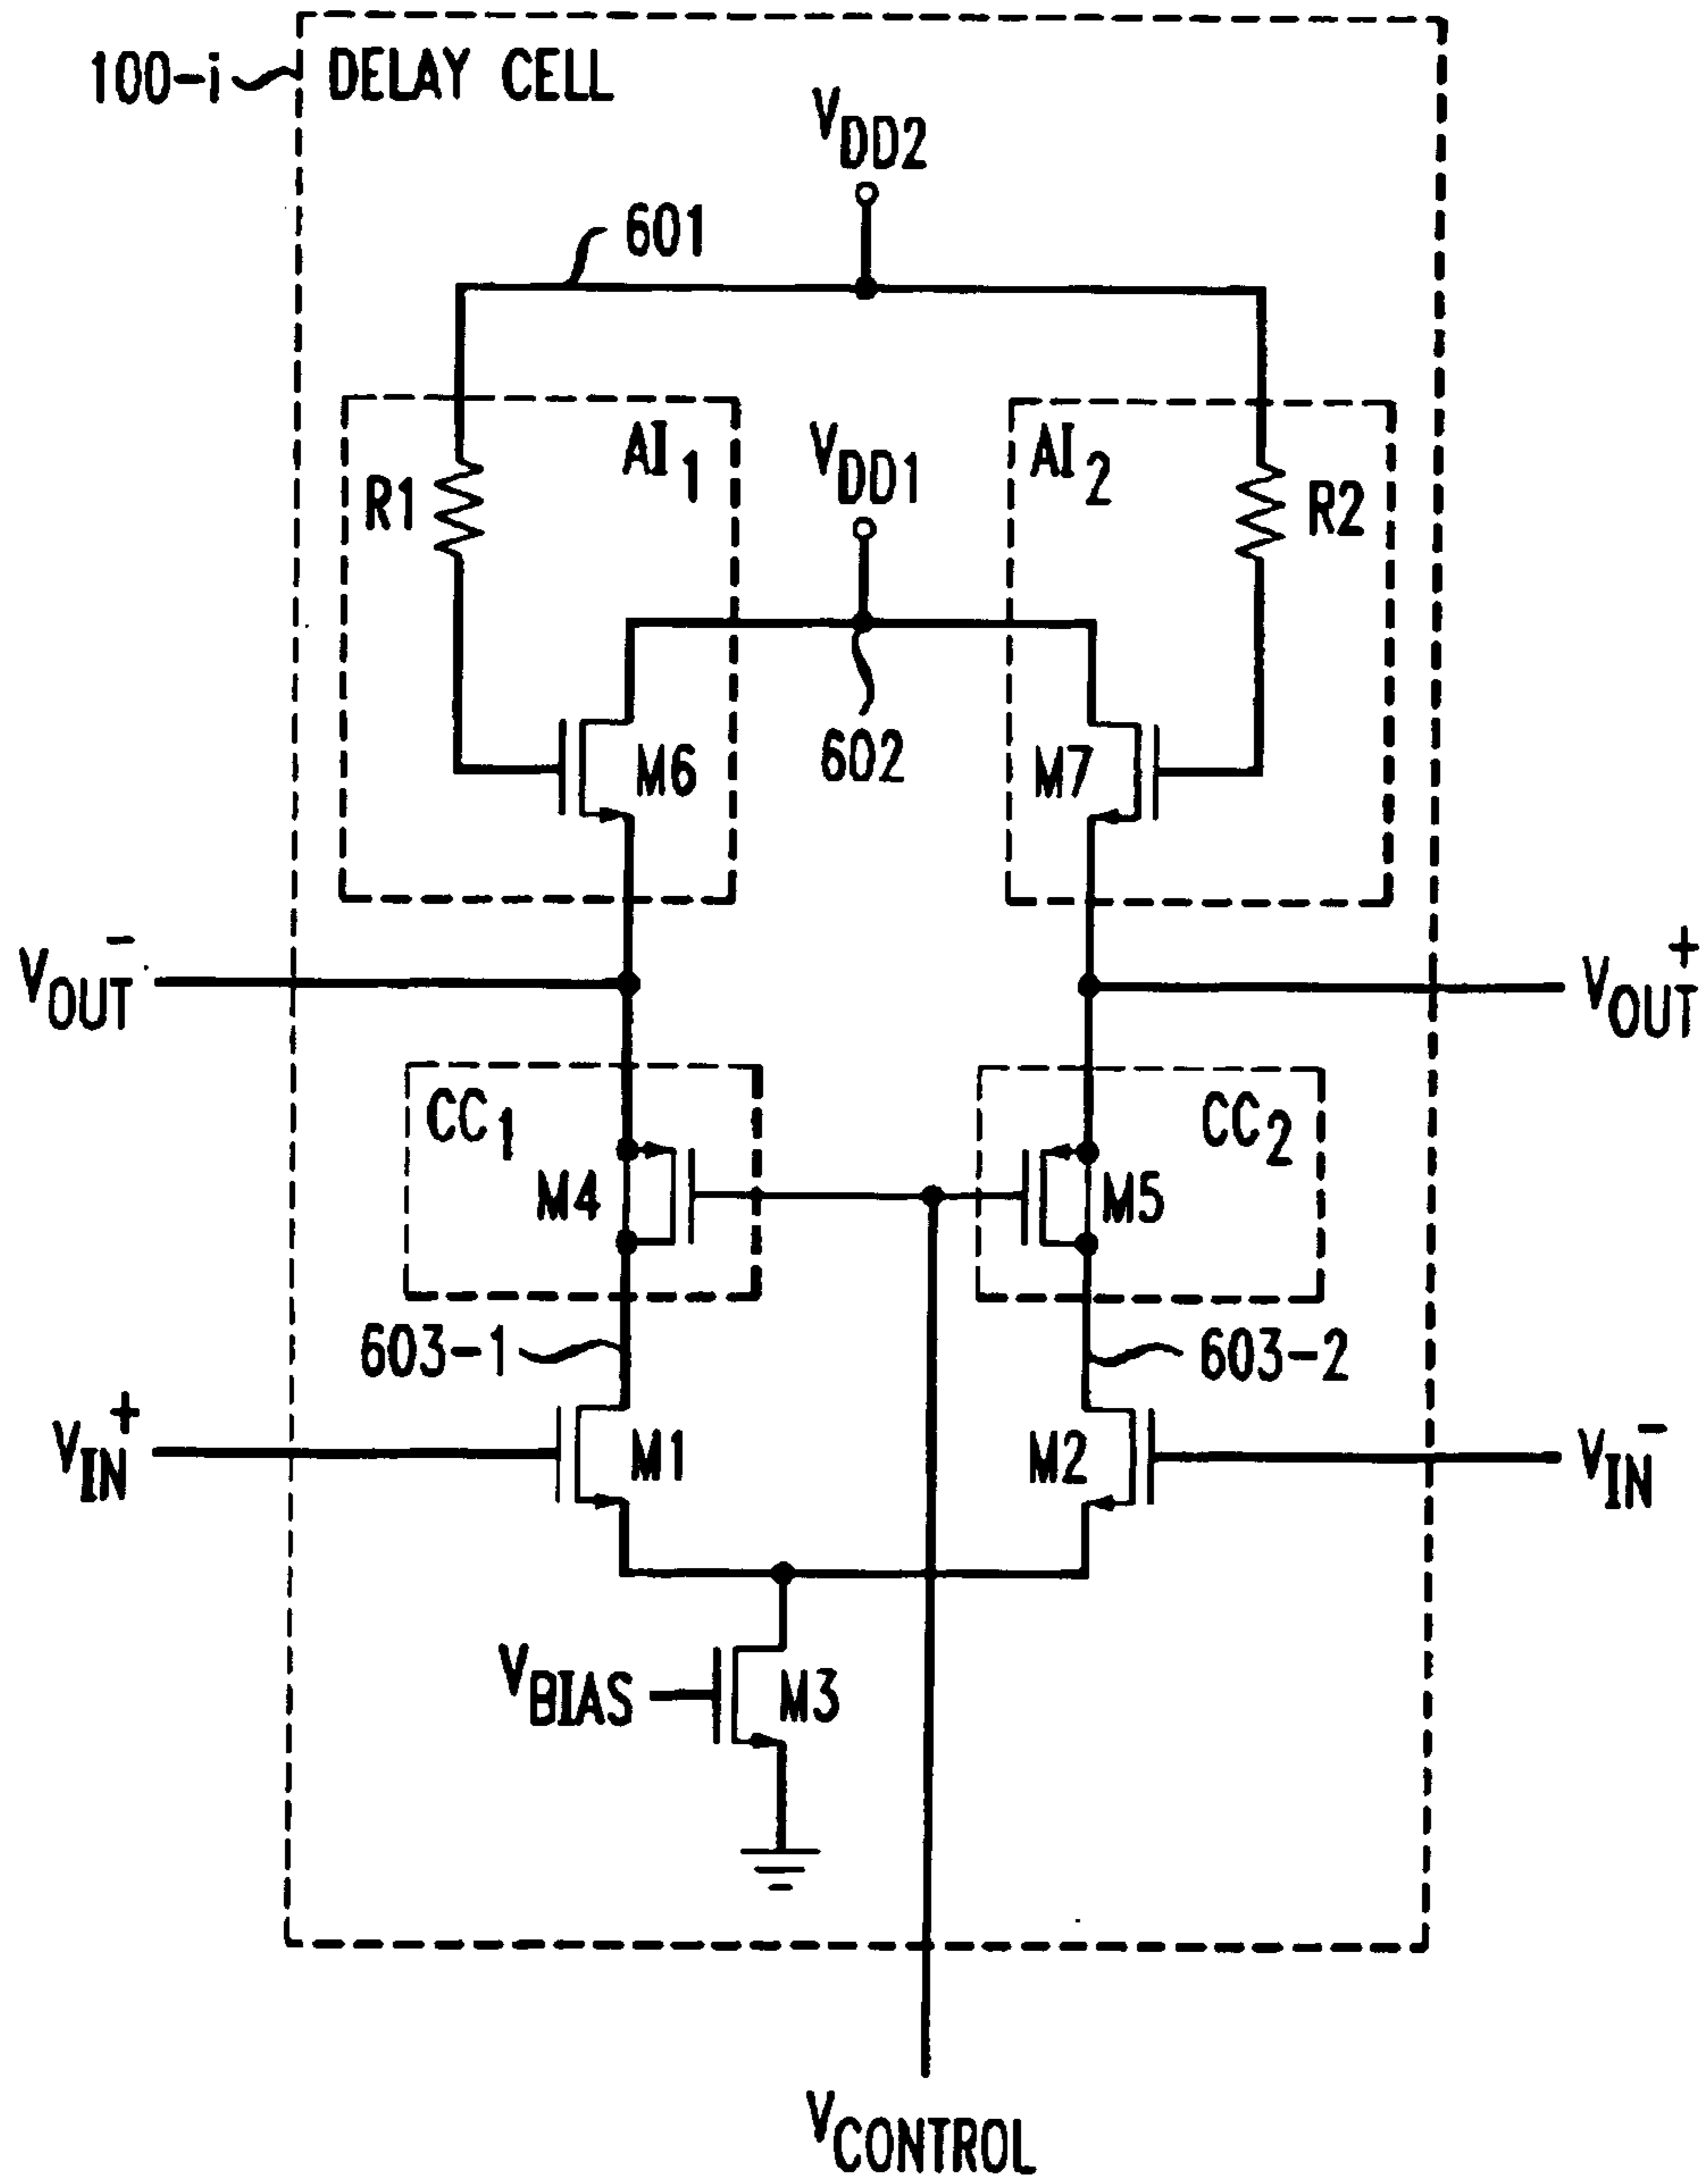 100-i
DELAY CELL
VDD2
601
AI1
VDD1
AI2
R1
R2
M6
602
M7
VOUT-
VOUT+
CC1
CC2
M4
M5
603-1
603-2
VIN+
M1
M2
VIN-
VBIAS
M3
VCONTROL